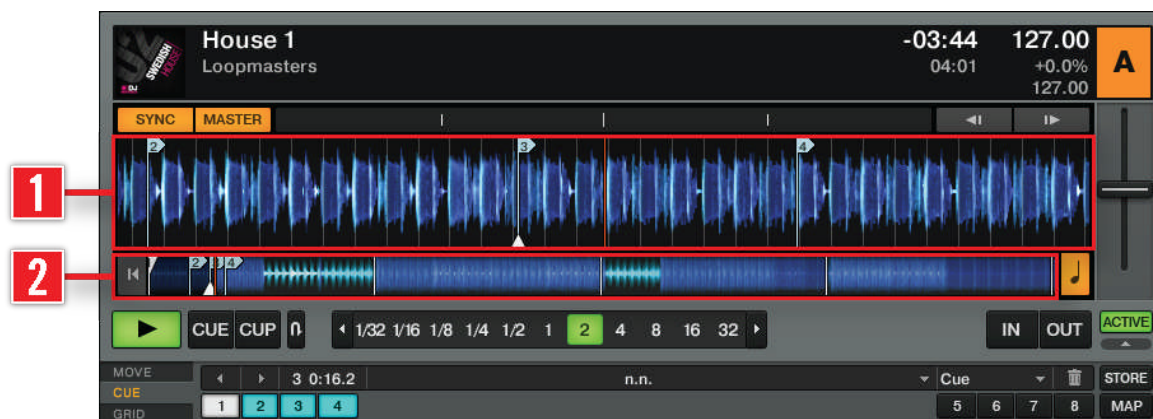 SWEDISH
HOUSE
DJ
House 1
Loopmasters
-03:44
04:01
127.00
+0.0%
127.00
A
SYNC MASTER
1
2 3 4
2
2 4
CUE CUP 1/32 1/16 1/8 1/4 1/2 1 2 4 8 16 32 IN OUT ACTIVE
MOVE
CUE
GRID
3 0:16.2 n.n. Cue STORE
1 2 3 4 5 6 7 8 MAP